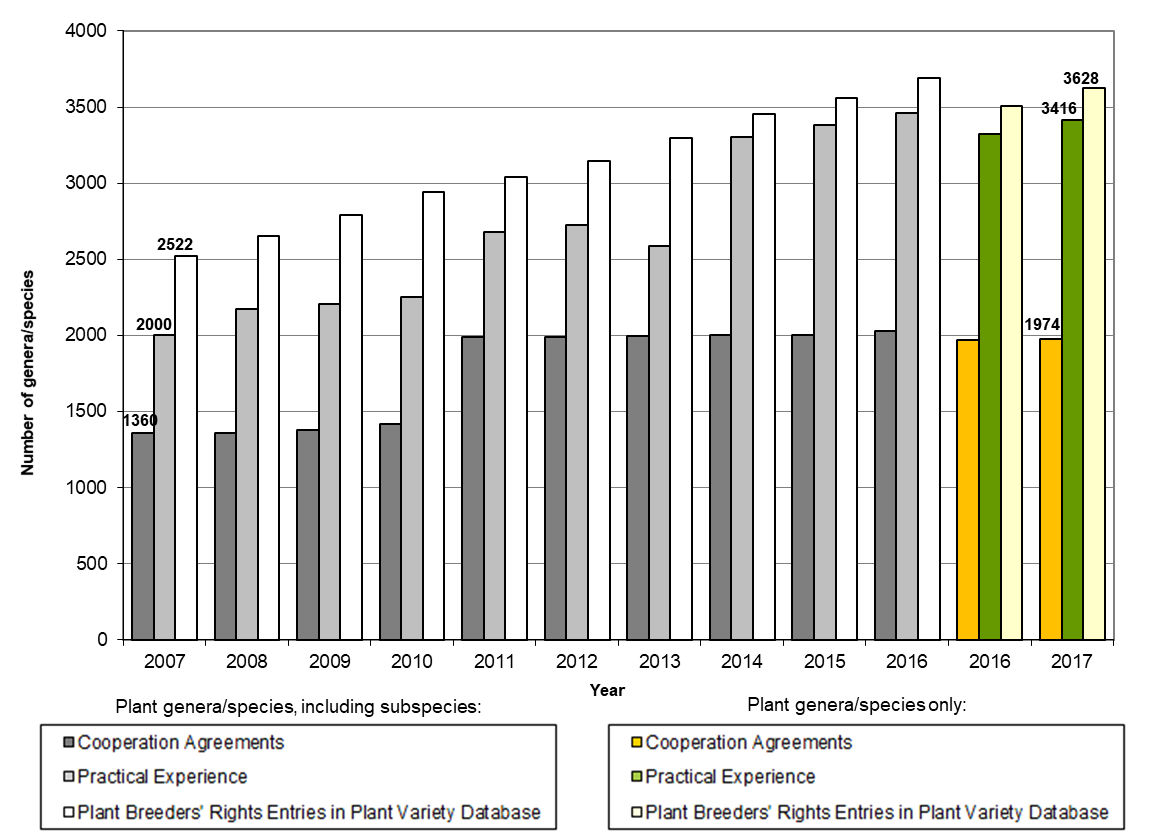 4000
3500
3000
2500
2000
1500
1000
500
0
Number of genera/species
1360
2000
2522
1974
3416
3628
2007 2008 2009 2010 2011 2012 2013 2014 2015 2016 2016 2017
Year
Plant genera/species, including subspecies:
Cooperation Agreements
Practical Experience
Plant Breeders' Rights Entries in Plant Variety Database
Plant genera/species only:
Cooperation Agreements
Practical Experience
Plant Breeders' Rights Entries in Plant Variety Database